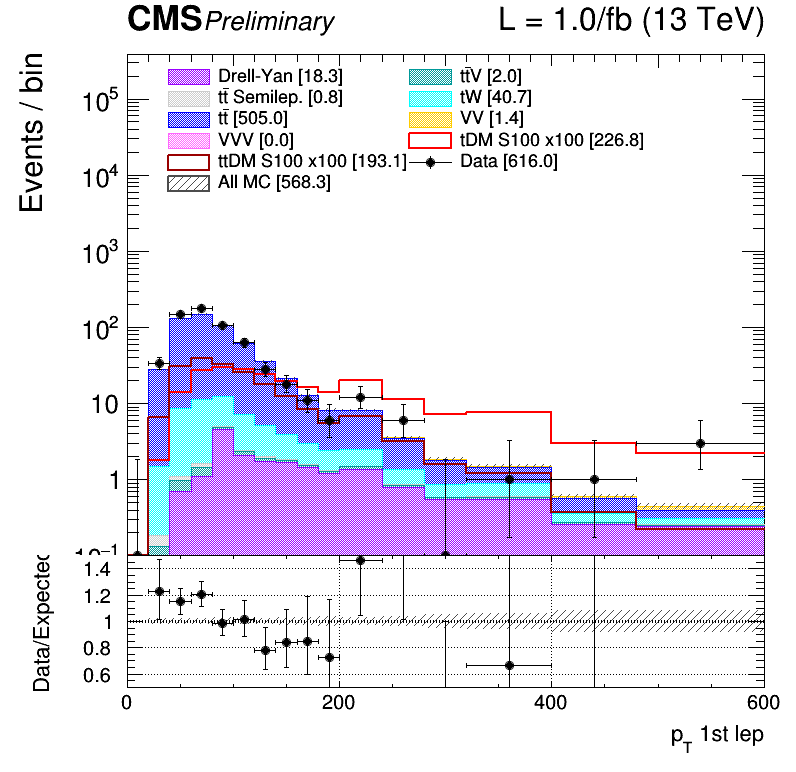 CMS Preliminary L = 1.0/fb (13 TeV)
Events / bin
Drell-Yan [18.3]
tt̄ Semilep. [0.8]
tt̄ [505.0]
VVV [0.0]
ttDM S100 x100 [193.1]
All MC [568.3]
tt̄V [2.0]
tW [40.7]
VV [1.4]
tDM S100 x100 [226.8]
Data [616.0]
10⁵
10⁴
10³
10²
10
1
10⁻¹
Data/Expected
1.4
1.2
1
0.8
0.6
0 200 400 600
p_T 1st lep